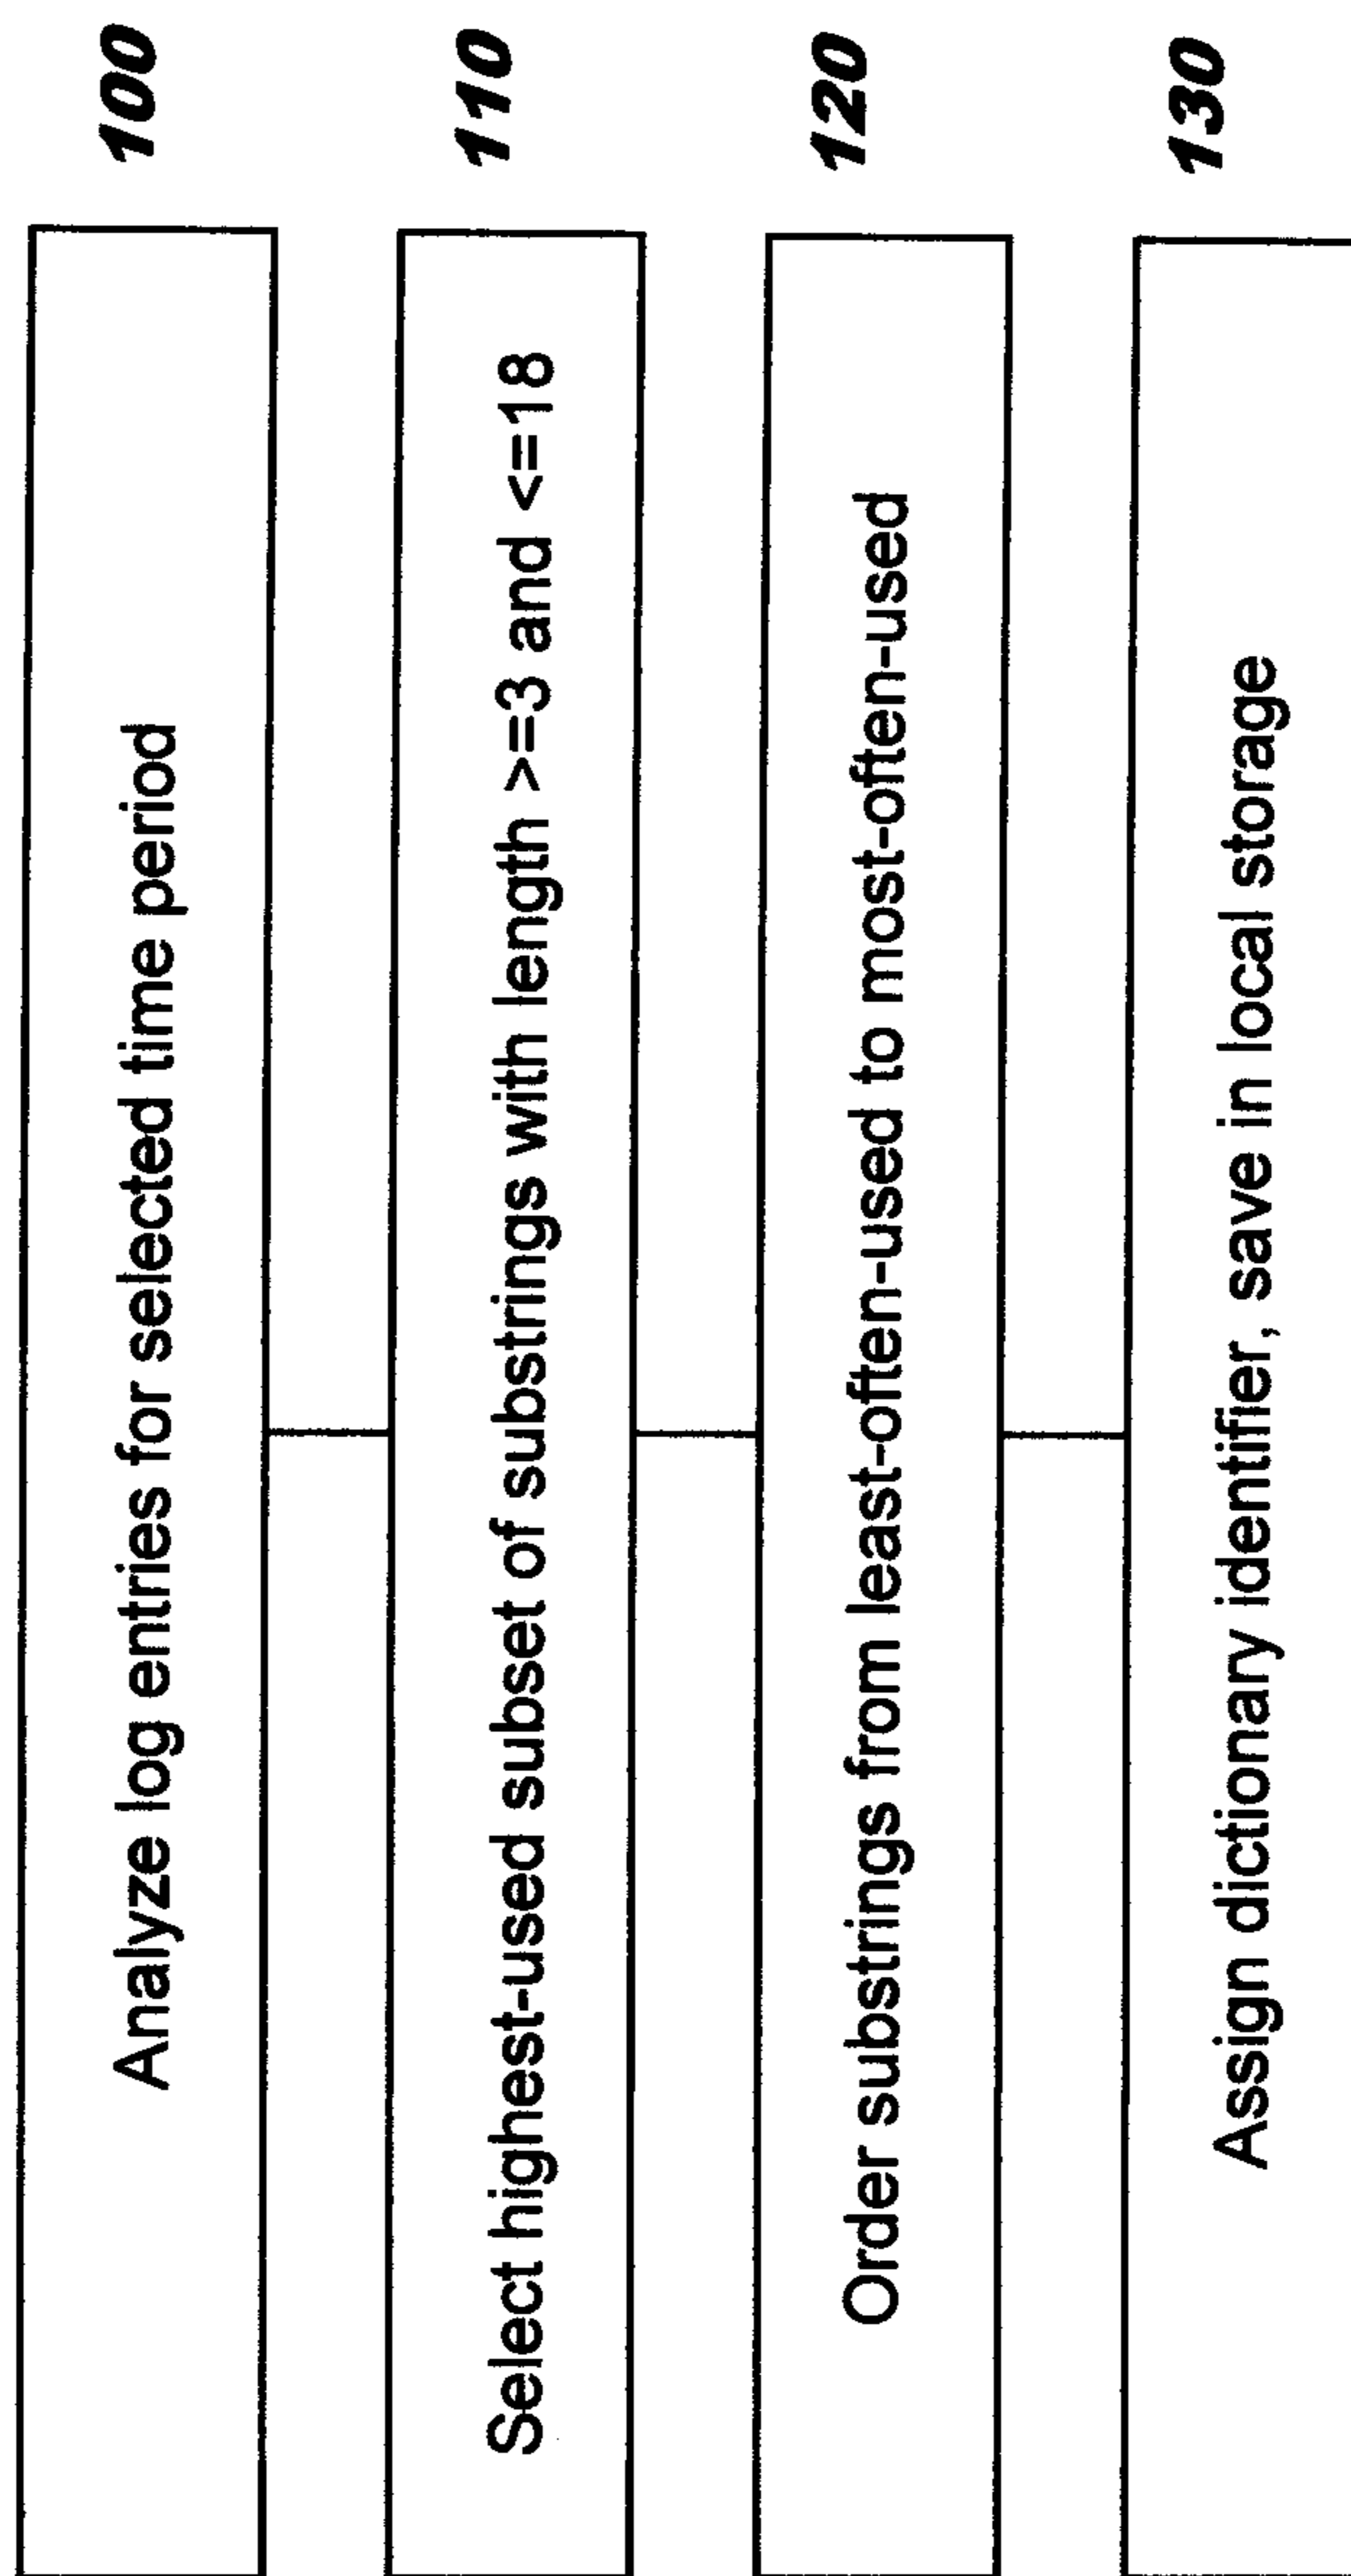 Analyze log entries for selected time period
100
Select highest-used subset of substrings with length >=3 and <=18
110
Order substrings from least-often-used to most-often-used
120
Assign dictionary identifier, save in local storage
130